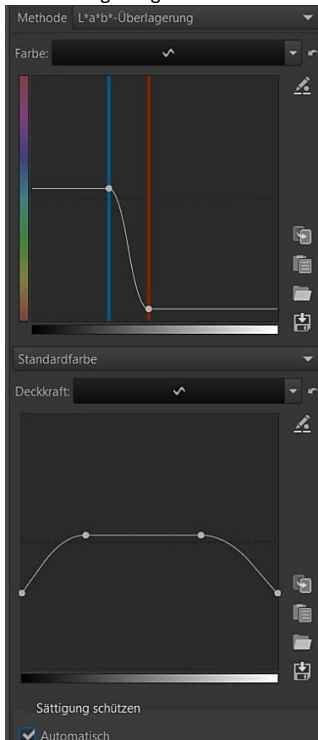 Methode L*a*b*-Überlagerung
Farbe:
Standardfarbe
Deckkraft:
Sättigung schützen
Automatisch